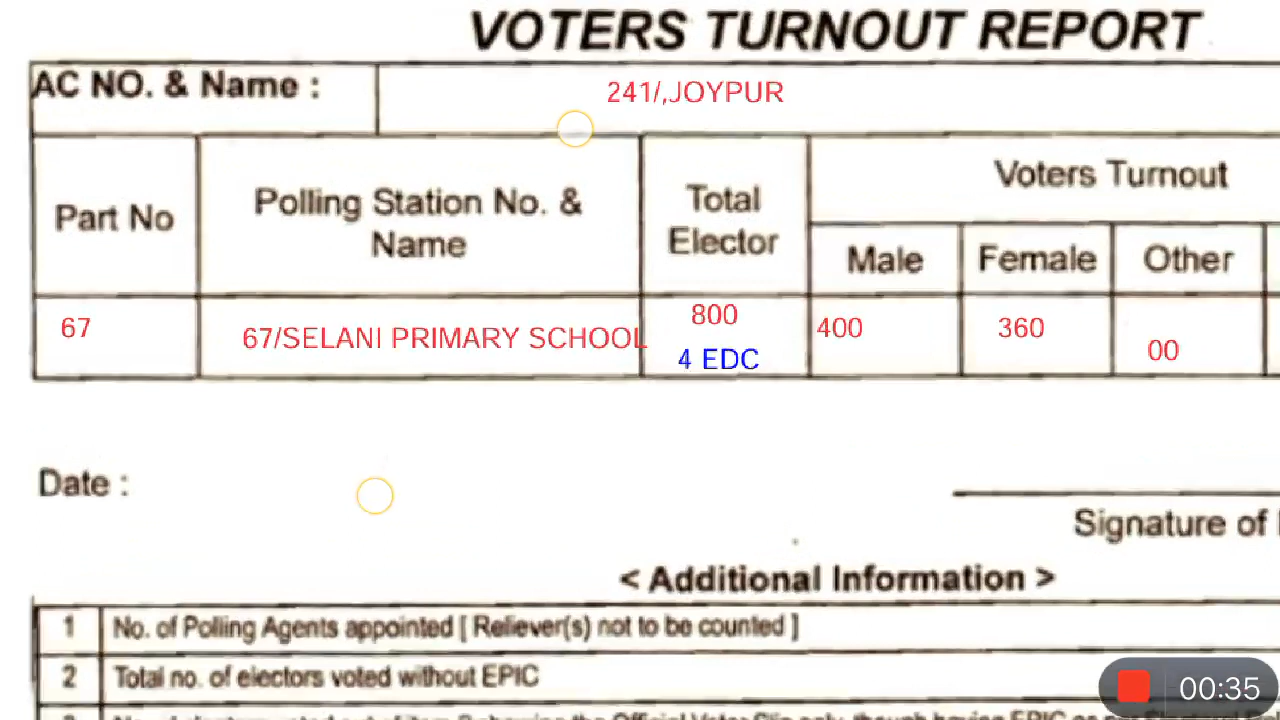 VOTERS TURNOUT REPORT
AC NO. & Name : 241/,JOYPUR
Part No
Polling Station No. &
Name
Total
Elector
Voters Turnout
Male Female Other
67 67/SELANI PRIMARY SCHOOL 800 400 360 00
4 EDC
Date :
Signature of
< Additional Information >
1 No. of Polling Agents appointed [ Reliever(s) not to be counted ]
2 Total no. of electors voted without EPIC
00:35